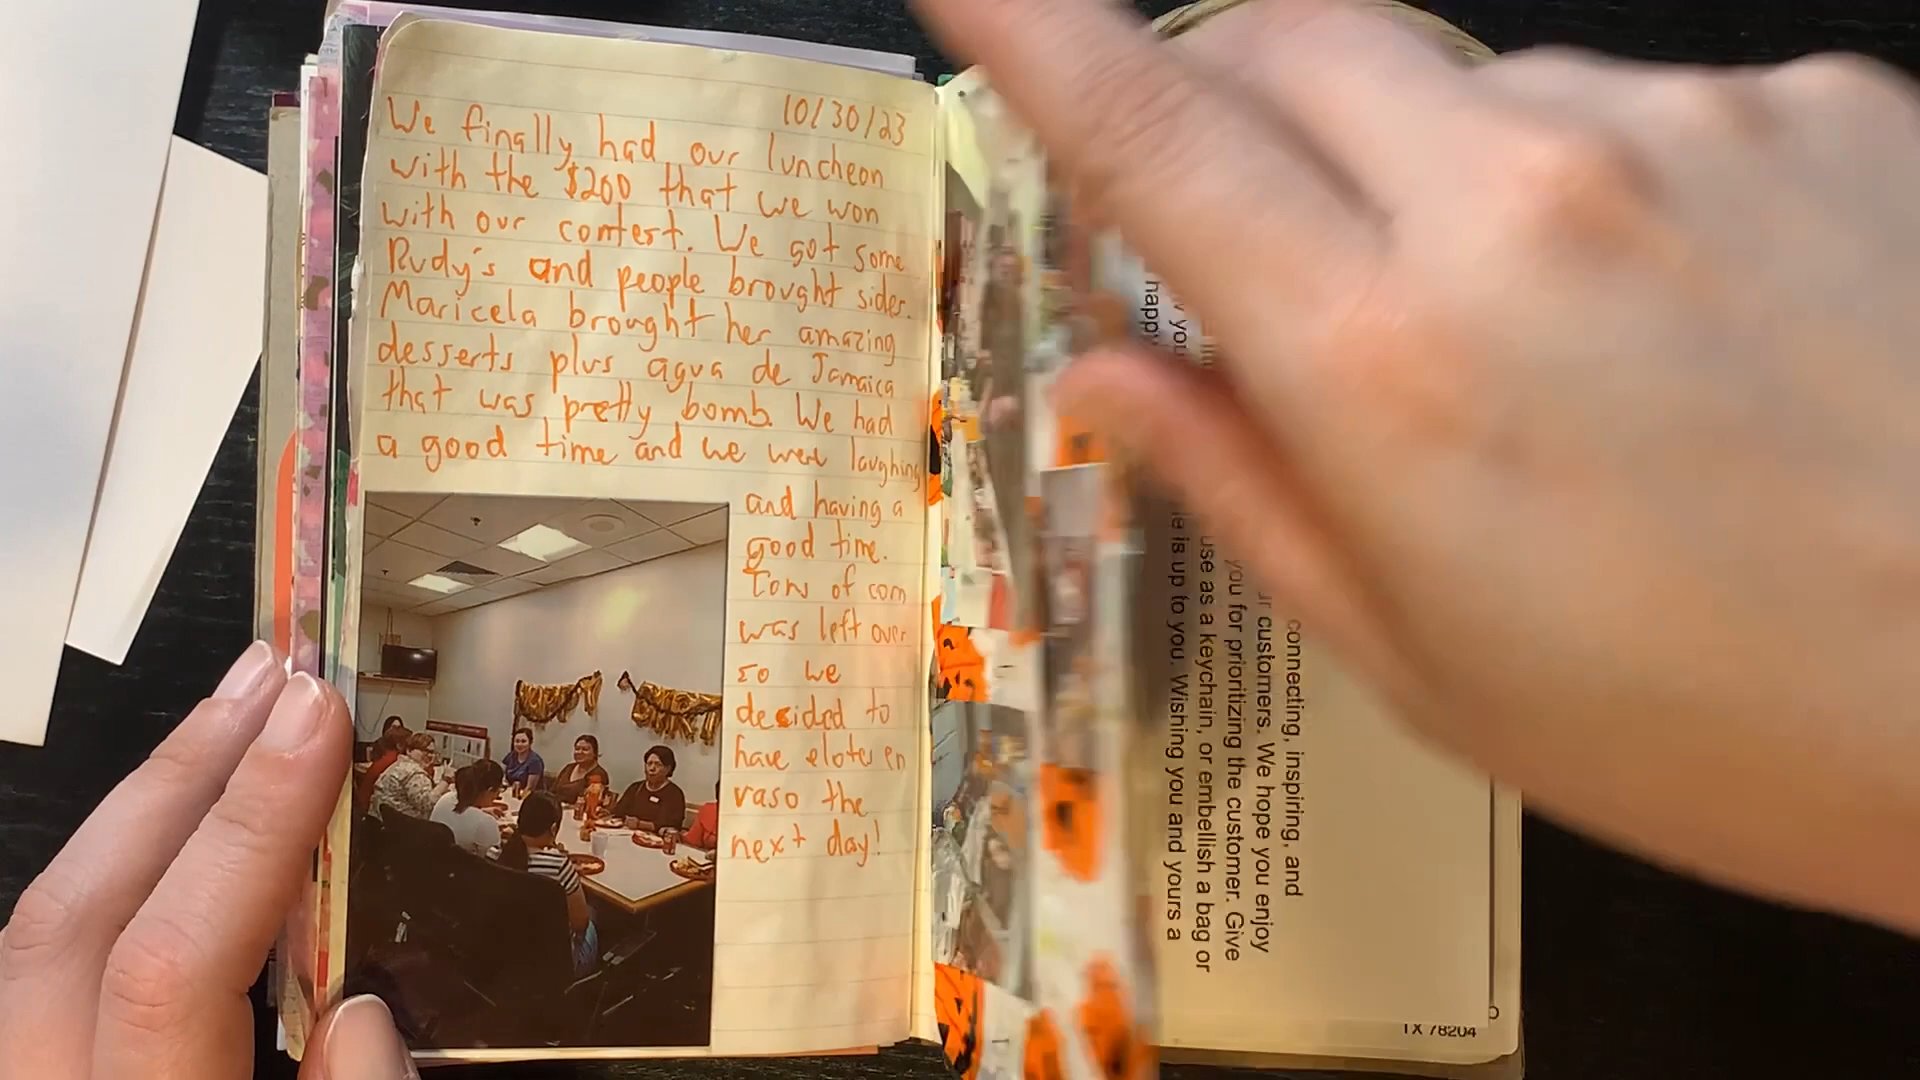 10/30/23
We finally had our luncheon
with the $200 that we won
with our contest. We got some
Rudy's and people brought sides.
Maricela brought her amazing
desserts plus agua de Jamaica
that was pretty bomb. We had
a good time and we were laughing
and having a
good time.
Tons of corn
was left over
so we
decided to
have elotes en
vaso the
next day!
connecting, inspiring, and
customers. We hope you enjoy
you for prioritizing the customer. Give
use as a keychain, or embellish a bag or
is up to you. Wishing you and yours a
TX 78204